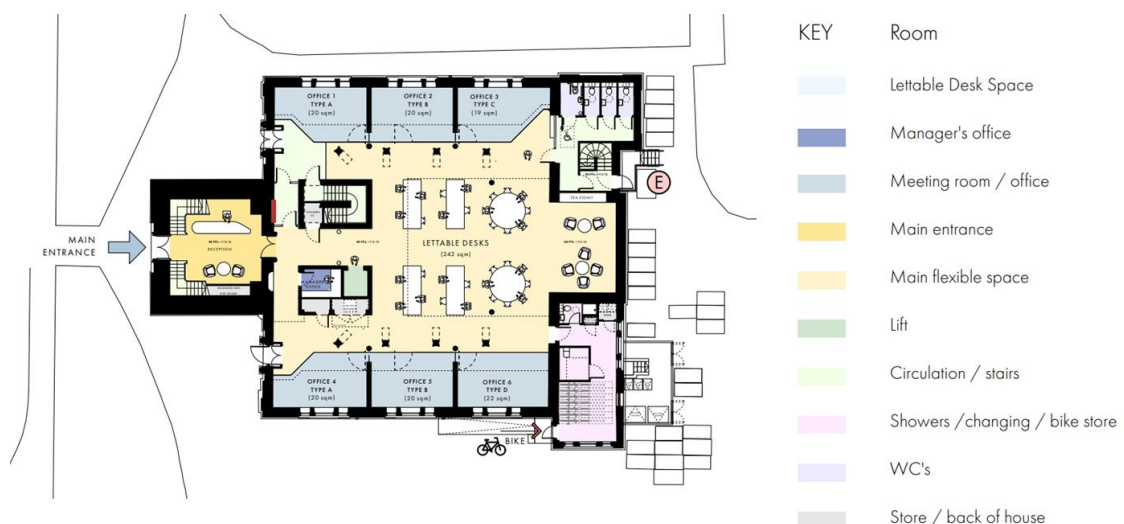 KEY Room
Lettable Desk Space
Manager's office
Meeting room / office
Main entrance
Main flexible space
Lift
Circulation / stairs
Showers /changing / bike store
WC's
Store / back of house
OFFICE 1
TYPE A
(20 sqm)
OFFICE 2
TYPE B
(20 sqm)
OFFICE 3
TYPE C
(19 sqm)
E
TEA POINT
MAIN
ENTRANCE
RECEPTION
LETTABLE DESKS
(242 sqm)
OFFICE 4
TYPE A
(20 sqm)
OFFICE 5
TYPE B
(20 sqm)
OFFICE 6
TYPE D
(22 sqm)
BIKE